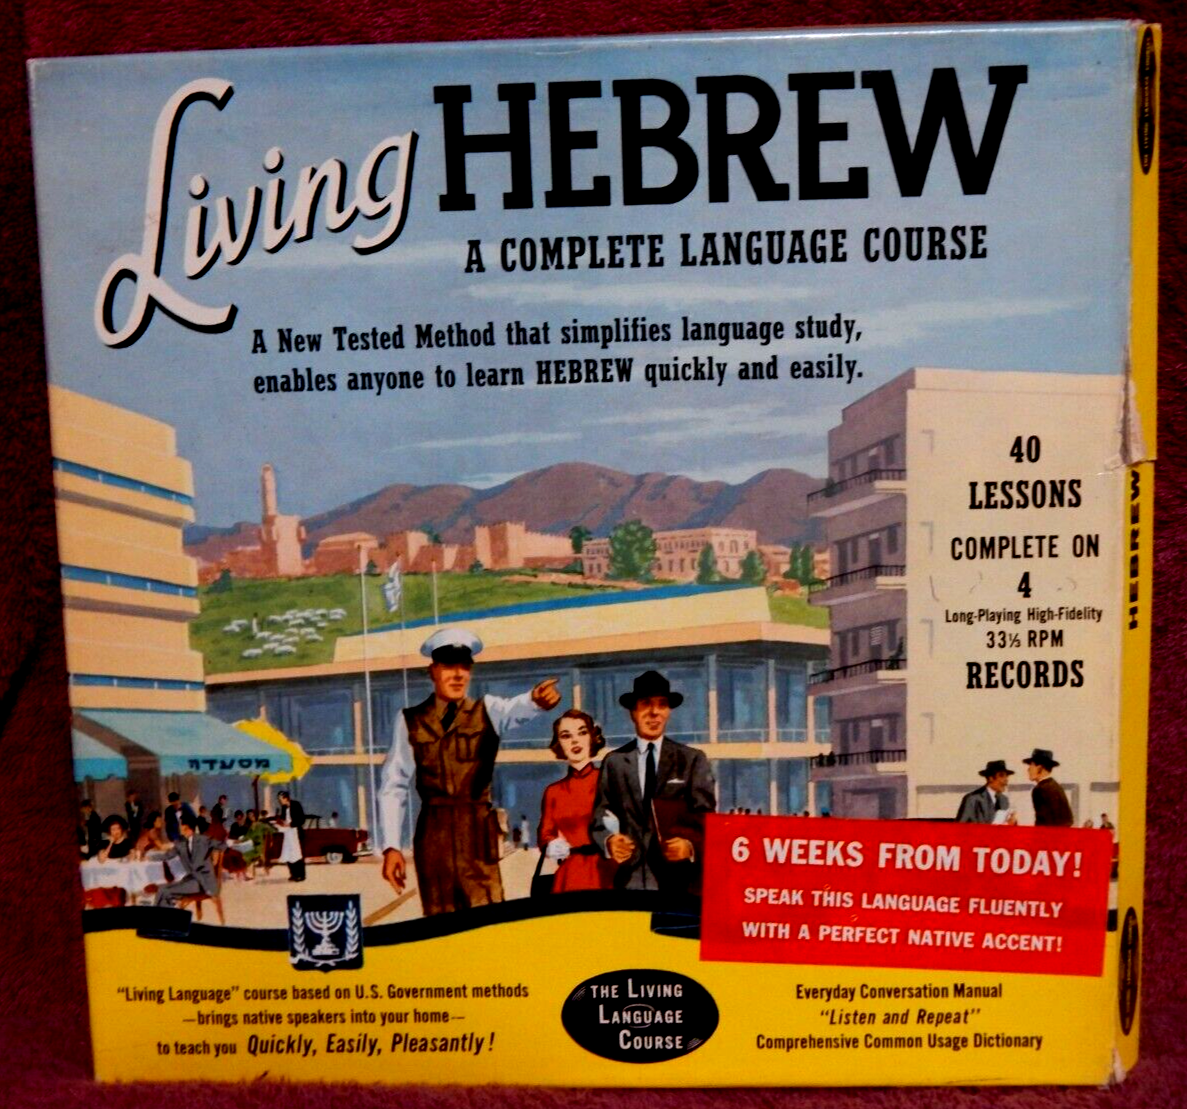 Living HEBREW
A COMPLETE LANGUAGE COURSE
A New Tested Method that simplifies language study,
enables anyone to learn HEBREW quickly and easily.
40
LESSONS
COMPLETE ON
4
Long-Playing High-Fidelity
33⅓ RPM
RECORDS
HEBREW
מסעדה
6 WEEKS FROM TODAY!
SPEAK THIS LANGUAGE FLUENTLY
WITH A PERFECT NATIVE ACCENT!
"Living Language" course based on U.S. Government methods
—brings native speakers into your home—
to teach you Quickly, Easily, Pleasantly!
THE LIVING
LANGUAGE
COURSE
Everyday Conversation Manual
"Listen and Repeat"
Comprehensive Common Usage Dictionary